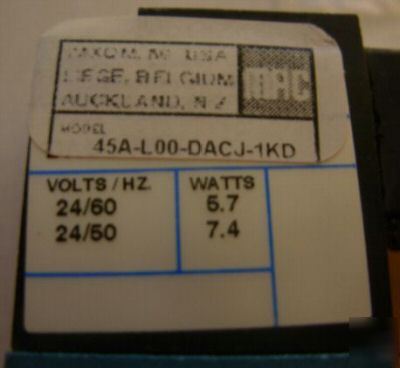 WIXOM, MI. USA
LIEGE, BELGIUM
AUCKLAND, N.Z.
MAC
MODEL
45A-L00-DACJ-1KD
VOLTS / HZ. WATTS
24/60 5.7
24/50 7.4